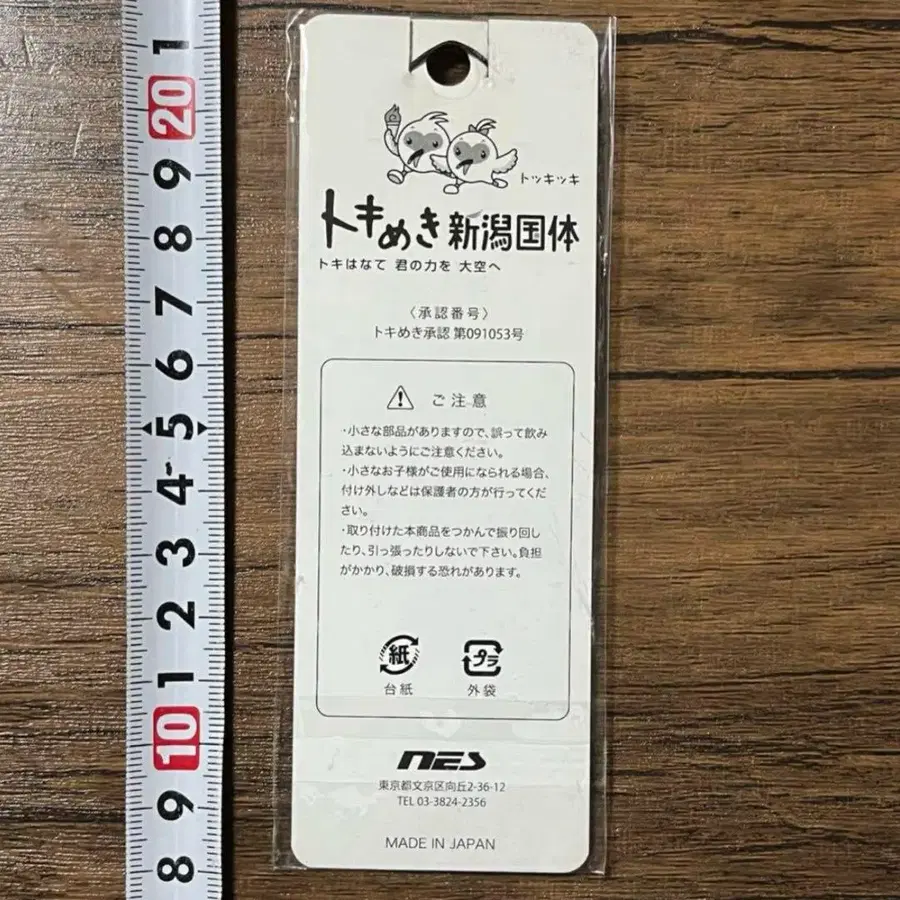 1
20
9
8
7
6
5
4
3
2
1
10
9
8
トッキッキ
トキめき新潟国体
トキはなて 君の力を 大空へ
〈承認番号〉
トキめき承認 第091053号
ご注意
・小さな部品がありますので、誤って飲み
込まないようにご注意ください。
・小さなお子様がご使用になられる場合、
付け外しなどは保護者の方が行ってくだ
さい。
・取り付けた本商品をつかんで振り回し
たり、引っ張ったりしないで下さい。負担
がかかり、破損する恐れがあります。
紙 プラ
台紙 外袋
NES
東京都文京区向丘2-36-12
TEL 03-3824-2356
MADE IN JAPAN